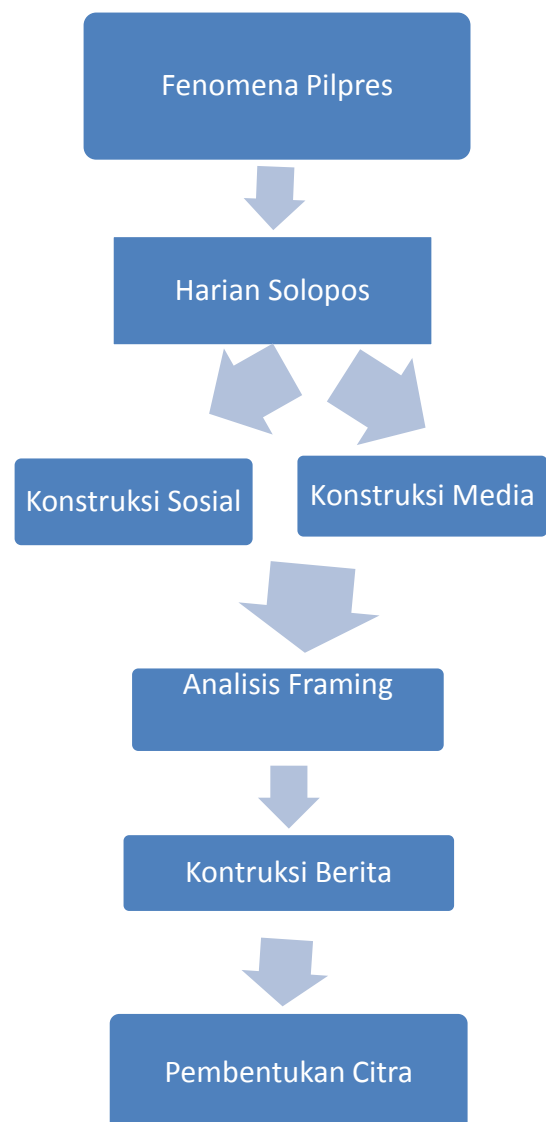 Fenomena Pilpres
Harian Solopos
Konstruksi Sosial
Konstruksi Media
Analisis Framing
Kontruksi Berita
Pembentukan Citra